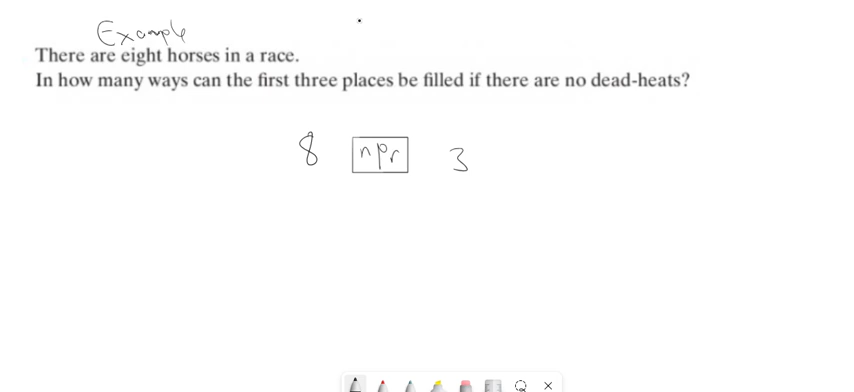 Example
There are eight horses in a race.
In how many ways can the first three places be filled if there are no dead-heats?
8 npr 3